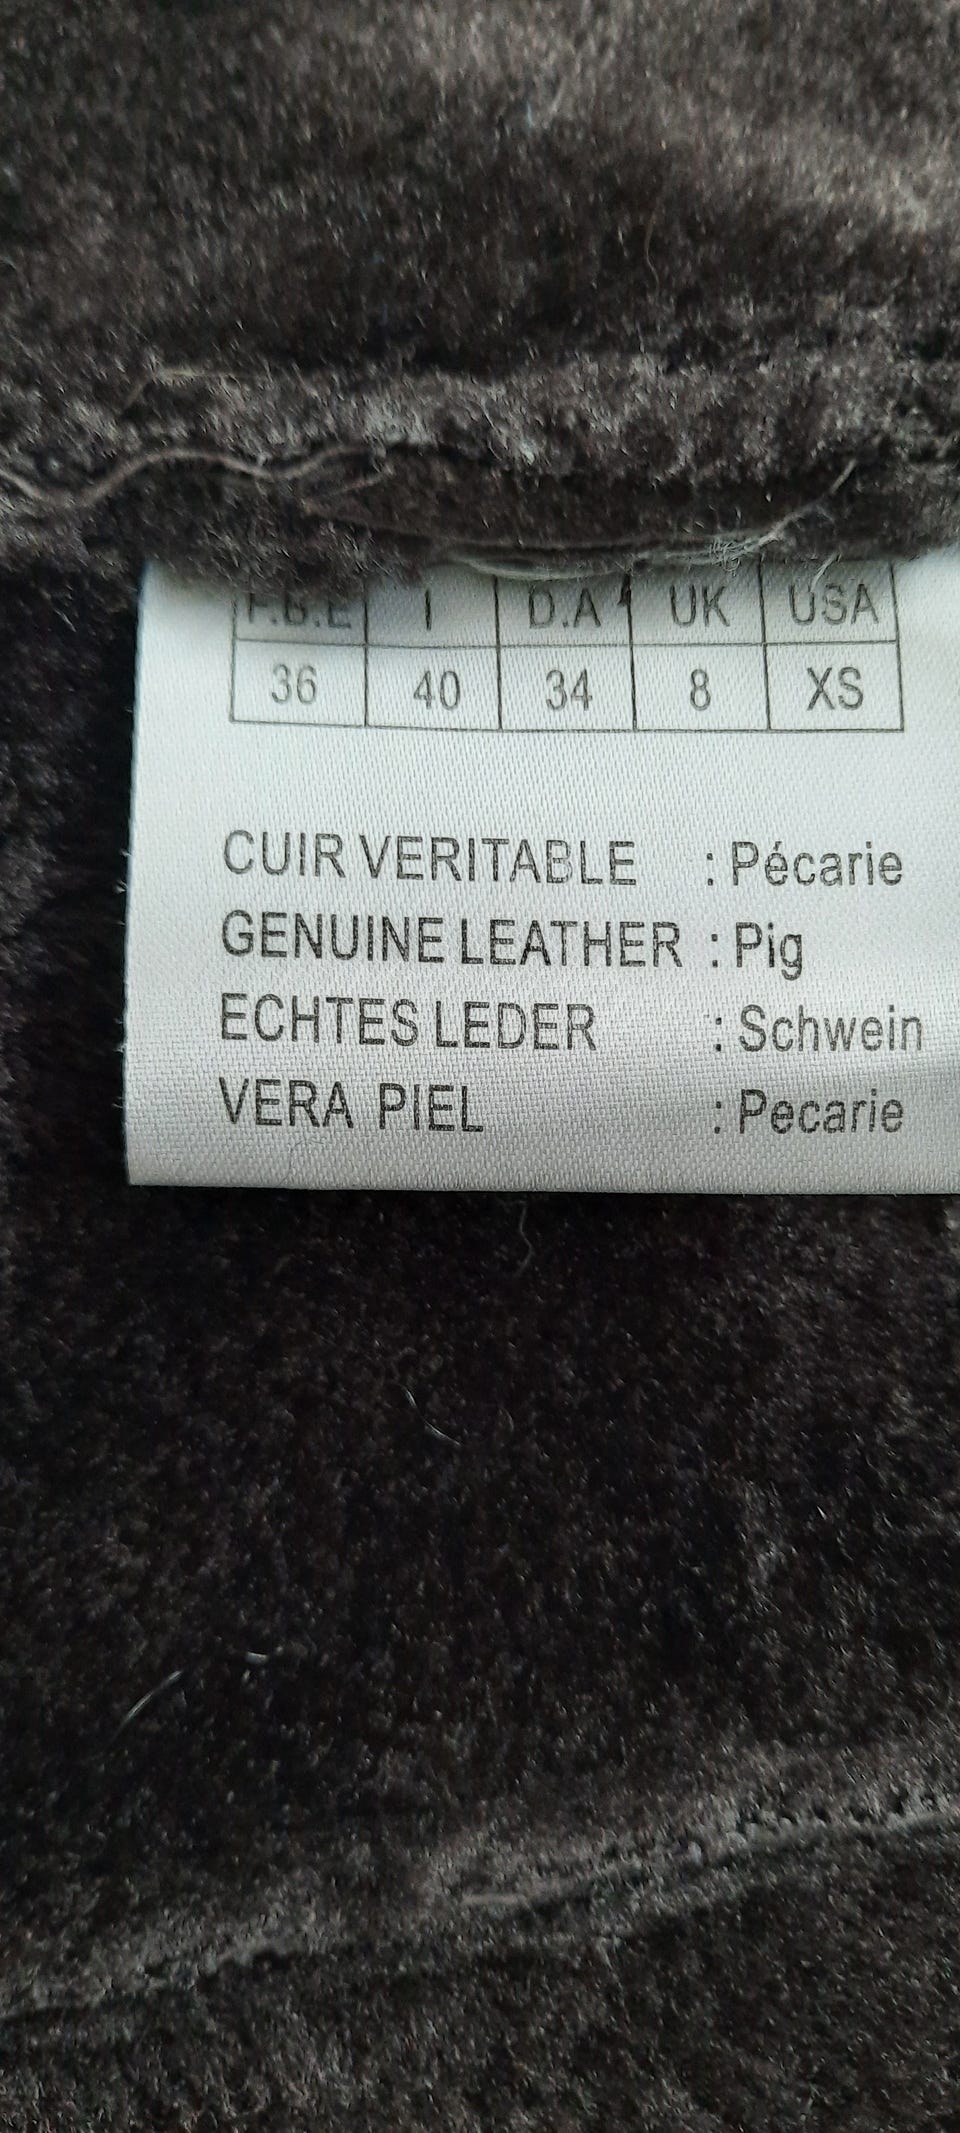 F.B.E I D.A UK USA
36 40 34 8 XS
CUIR VERITABLE : Pécarie
GENUINE LEATHER : Pig
ECHTES LEDER : Schwein
VERA PIEL : Pecarie